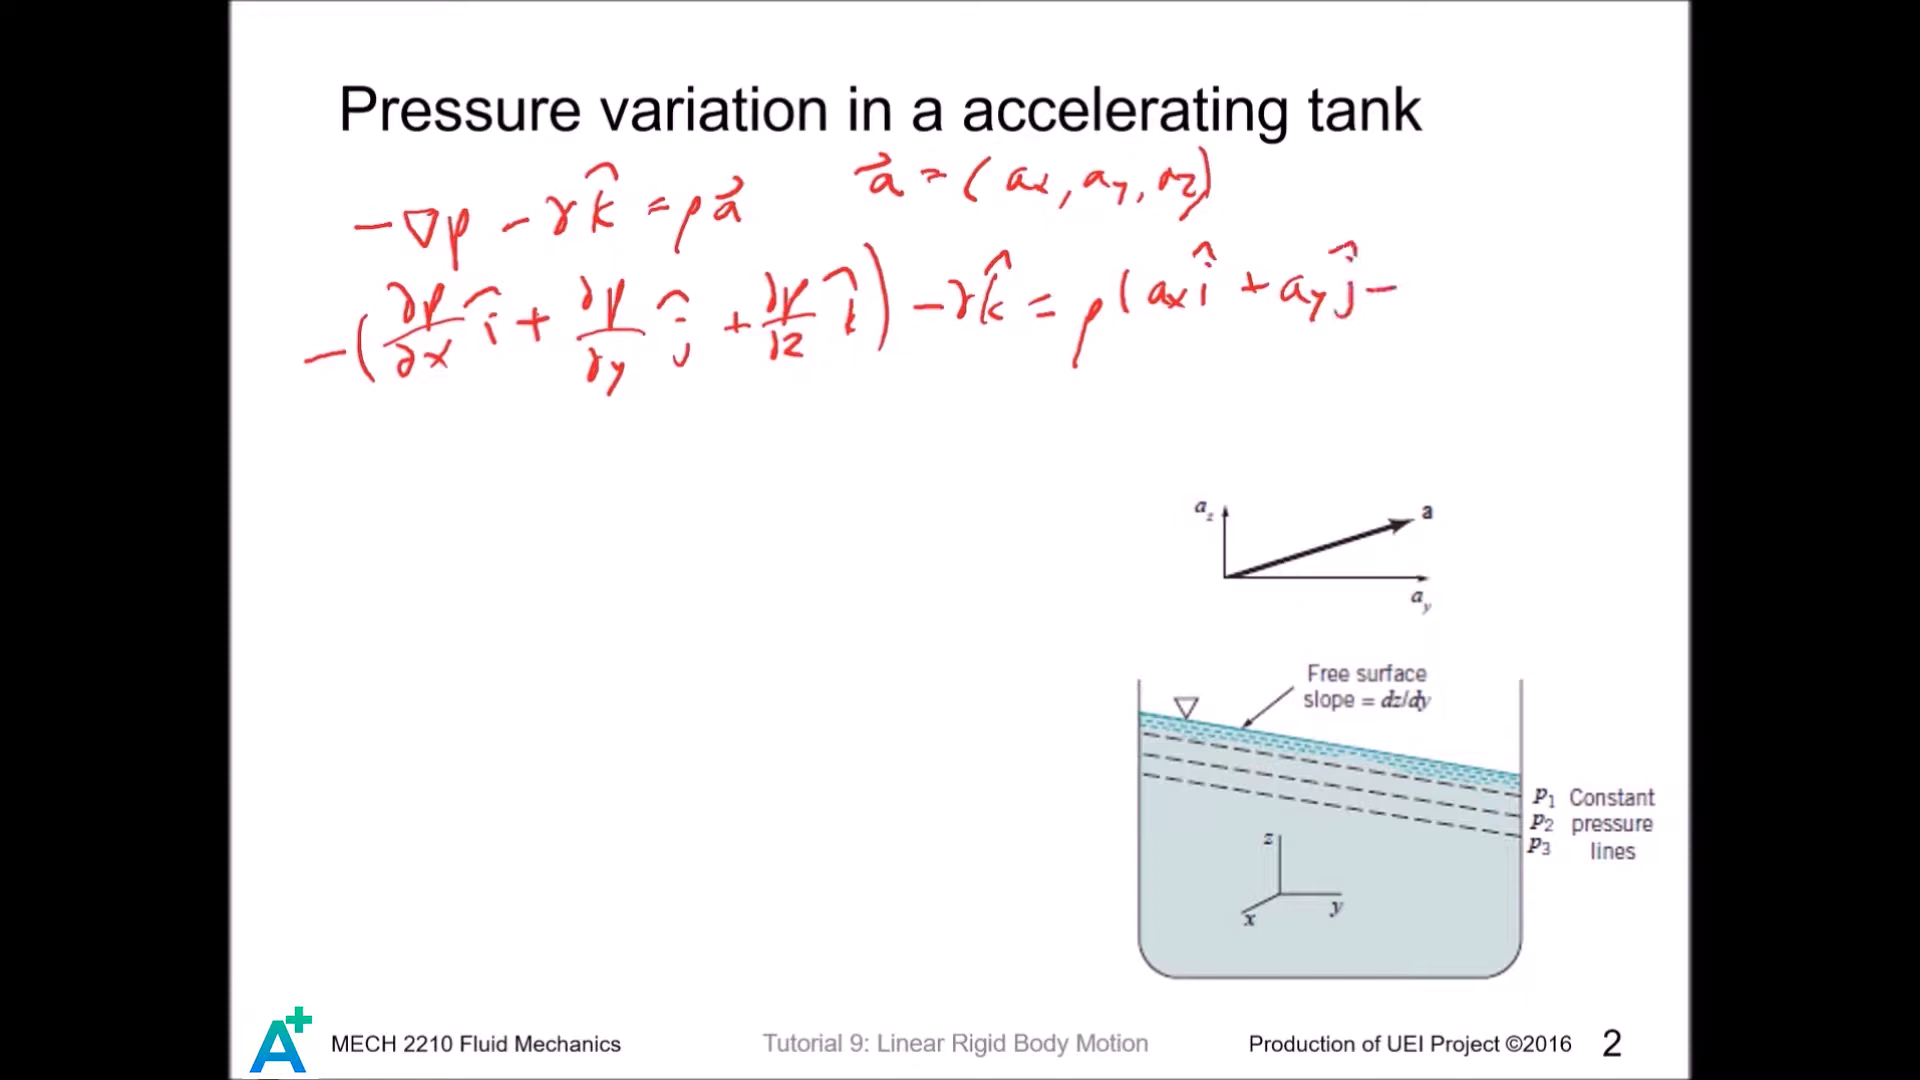 Pressure variation in a accelerating tank
-∇p - γk̂ = ρa⃗
a⃗ = (ax, ay, az)
-(∂p/∂x î + ∂p/∂y ĵ + ∂p/∂z k̂) - γk̂ = ρ(ax î + ay ĵ -
a_z
a
a_y
Free surface
slope = dz/dy
p₁ Constant
p₂ pressure
p₃ lines
z
y
x
A+ MECH 2210 Fluid Mechanics Tutorial 9: Linear Rigid Body Motion Production of UEI Project ©2016 2